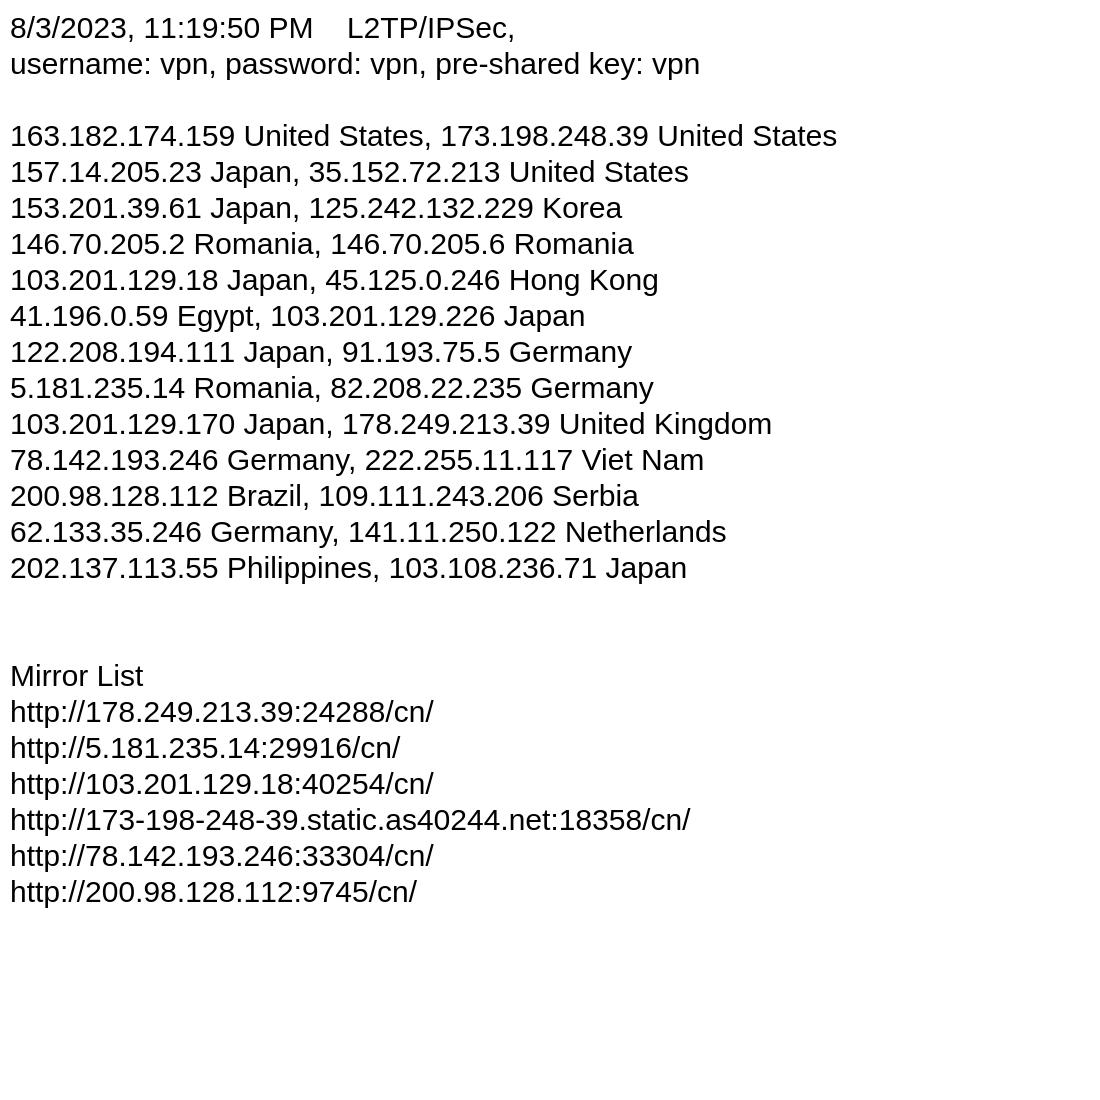 8/3/2023, 11:19:50 PM    L2TP/IPSec,
username: vpn, password: vpn, pre-shared key: vpn
163.182.174.159 United States, 173.198.248.39 United States
157.14.205.23 Japan, 35.152.72.213 United States
153.201.39.61 Japan, 125.242.132.229 Korea
146.70.205.2 Romania, 146.70.205.6 Romania
103.201.129.18 Japan, 45.125.0.246 Hong Kong
41.196.0.59 Egypt, 103.201.129.226 Japan
122.208.194.111 Japan, 91.193.75.5 Germany
5.181.235.14 Romania, 82.208.22.235 Germany
103.201.129.170 Japan, 178.249.213.39 United Kingdom
78.142.193.246 Germany, 222.255.11.117 Viet Nam
200.98.128.112 Brazil, 109.111.243.206 Serbia
62.133.35.246 Germany, 141.11.250.122 Netherlands
202.137.113.55 Philippines, 103.108.236.71 Japan
Mirror List
http://178.249.213.39:24288/cn/
http://5.181.235.14:29916/cn/
http://103.201.129.18:40254/cn/
http://173-198-248-39.static.as40244.net:18358/cn/
http://78.142.193.246:33304/cn/
http://200.98.128.112:9745/cn/